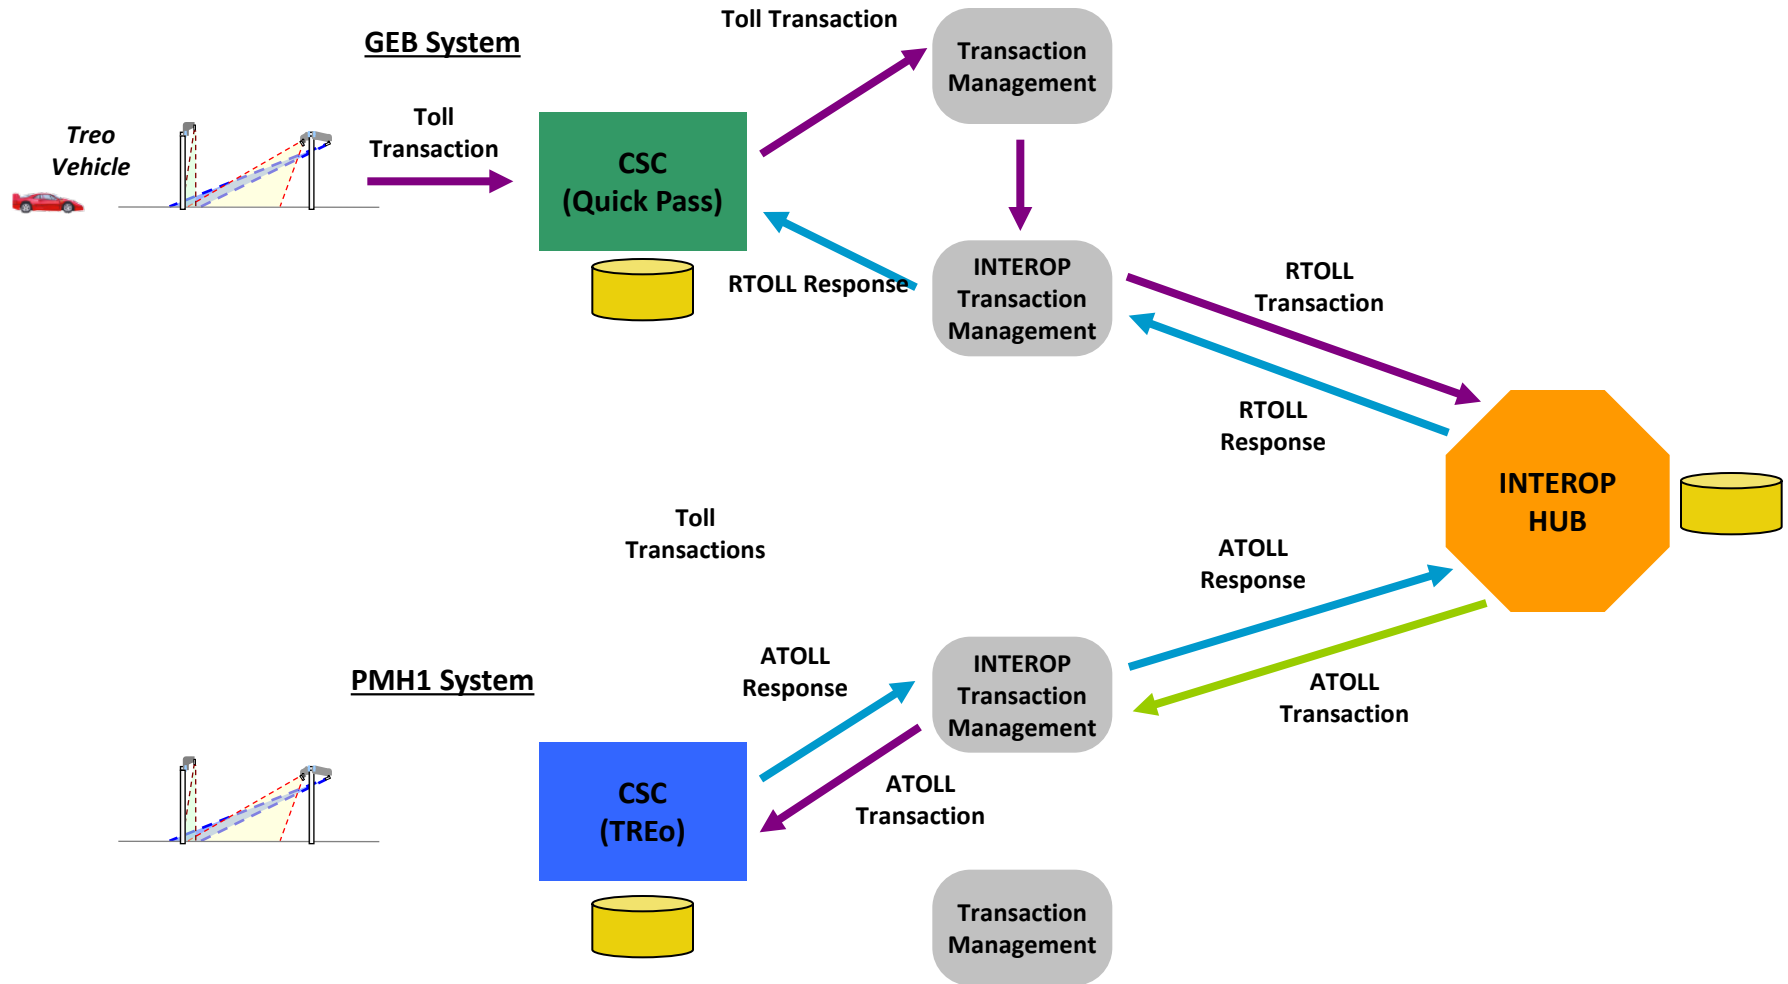 GEB System
Toll Transaction
Transaction
Management
Treo
Vehicle
Toll
Transaction
CSC
(Quick Pass)
RTOLL Response
INTEROP
Transaction
Management
RTOLL
Transaction
RTOLL
Response
INTEROP
HUB
Toll
Transactions
ATOLL
Response
PMH1 System
ATOLL
Response
INTEROP
Transaction
Management
ATOLL
Transaction
CSC
(TREo)
ATOLL
Transaction
Transaction
Management